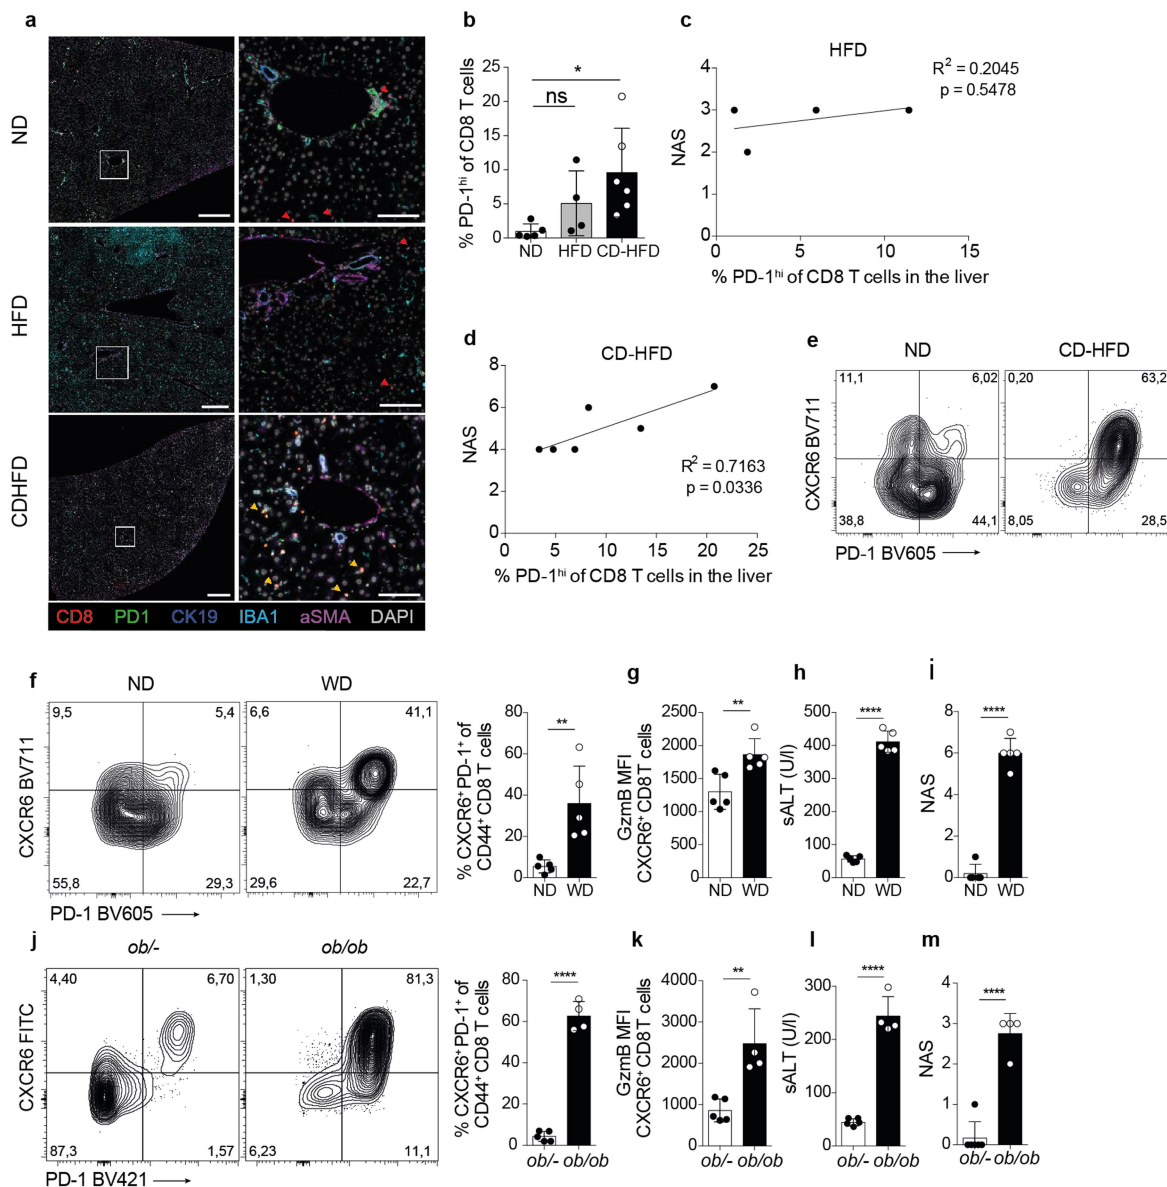 a
ND
HFD
CDHFD
CD8 PD1 CK19 IBA1 aSMA DAPI
b
% PD-1hi of CD8 T cells
25
20
15
10
5
0
*
ns
ND HFD CD-HFD
c
HFD
R2 = 0.2045
p = 0.5478
NAS
4
3
2
1
0
0 5 10 15
% PD-1hi of CD8 T cells in the liver
d
CD-HFD
NAS
8
6
4
2
0
R2 = 0.7163
p = 0.0336
0 5 10 15 20 25
% PD-1hi of CD8 T cells in the liver
e
ND CD-HFD
CXCR6 BV711
11,1 6,02
38,8 44,1
0,20 63,2
8,05 28,5
PD-1 BV605
f
ND WD
CXCR6 BV711
9,5 5,4
55,8 29,3
6,6 41,1
29,6 22,7
PD-1 BV605
% CXCR6+PD-1+ of
CD44+CD8 T cells
80
60
40
20
0
**
ND WD
g
GzmB MFI
CXCR6+CD8T cells
2500
2000
1500
1000
500
0
**
ND WD
h
sALT (U/l)
500
400
300
200
100
0
****
ND WD
i
NAS
10
8
6
4
2
0
****
ND WD
j
ob/- ob/ob
CXCR6 FITC
4,40 6,70
87,3 1,57
1,30 81,3
6,23 11,1
PD-1 BV421
% CXCR6+PD-1+ of
CD44+CD8 T cells
80
60
40
20
0
****
ob/- ob/ob
k
GzmB MFI
CXCR6+ CD8T cells
4000
3000
2000
1000
0
**
ob/- ob/ob
l
sALT (U/l)
300
200
100
0
****
ob/- ob/ob
m
NAS
4
3
2
1
0
****
ob/- ob/ob